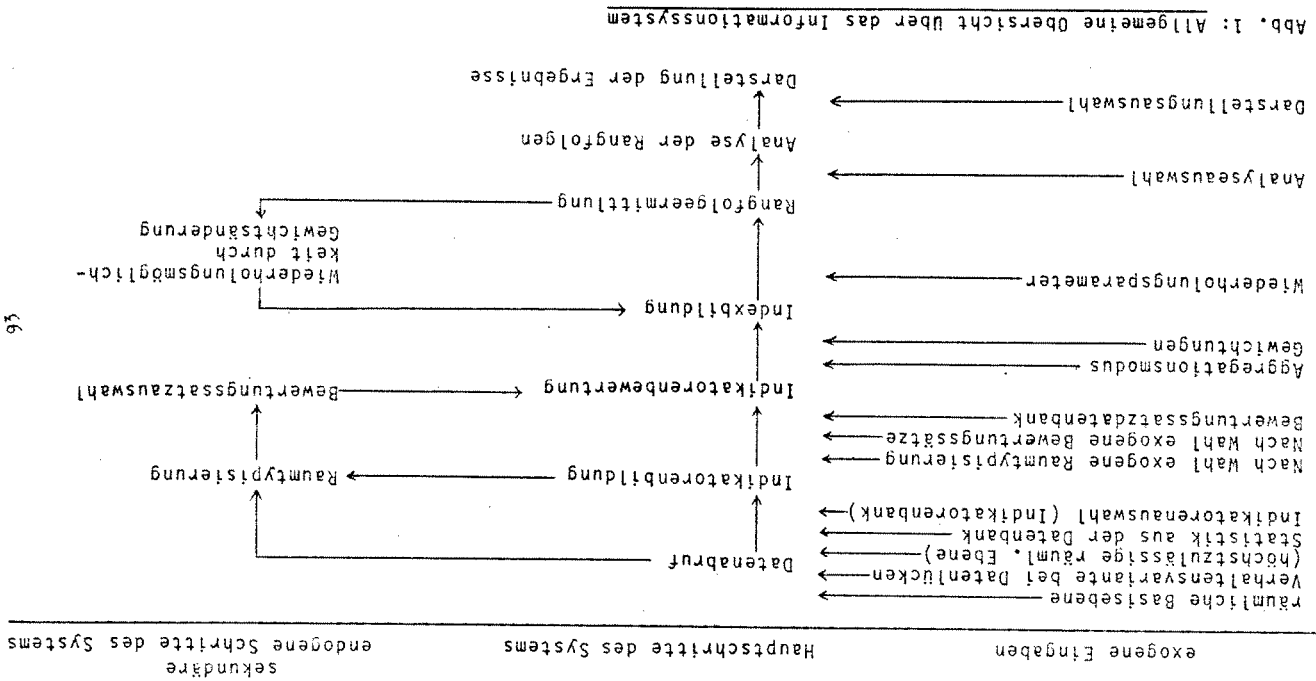 exogene Eingaben
Hauptschritte des Systems
sekundäre
endogene Schritte des Systems
räumliche Basisebene
Verhaltensvariante bei Datenlücken
(höchstzulässige räuml. Ebene)
Statistik aus der Datenbank
Indikatorenauswahl (Indikatorenbank)
Nach Wahl exogene Raumtypisierung
Nach Wahl exogene Bewertungssätze
Bewertungssatzdatenbank
Aggregationsmodus
Gewichtungen
Wiederholungsparameter
Analyseauswahl
Darstellungsauswahl
Datenabruf
Indikatorenbildung
Indikatorenbewertung
Indexbildung
Rangfolgeermittlung
Analyse der Rangfolgen
Darstellung der Ergebnisse
Raumtypisierung
Bewertungssatzauswahl
Wiederholungsmöglich-
keit durch
Gewichtsänderung
Abb. 1: Allgemeine Obersicht über das Informationssystem
93